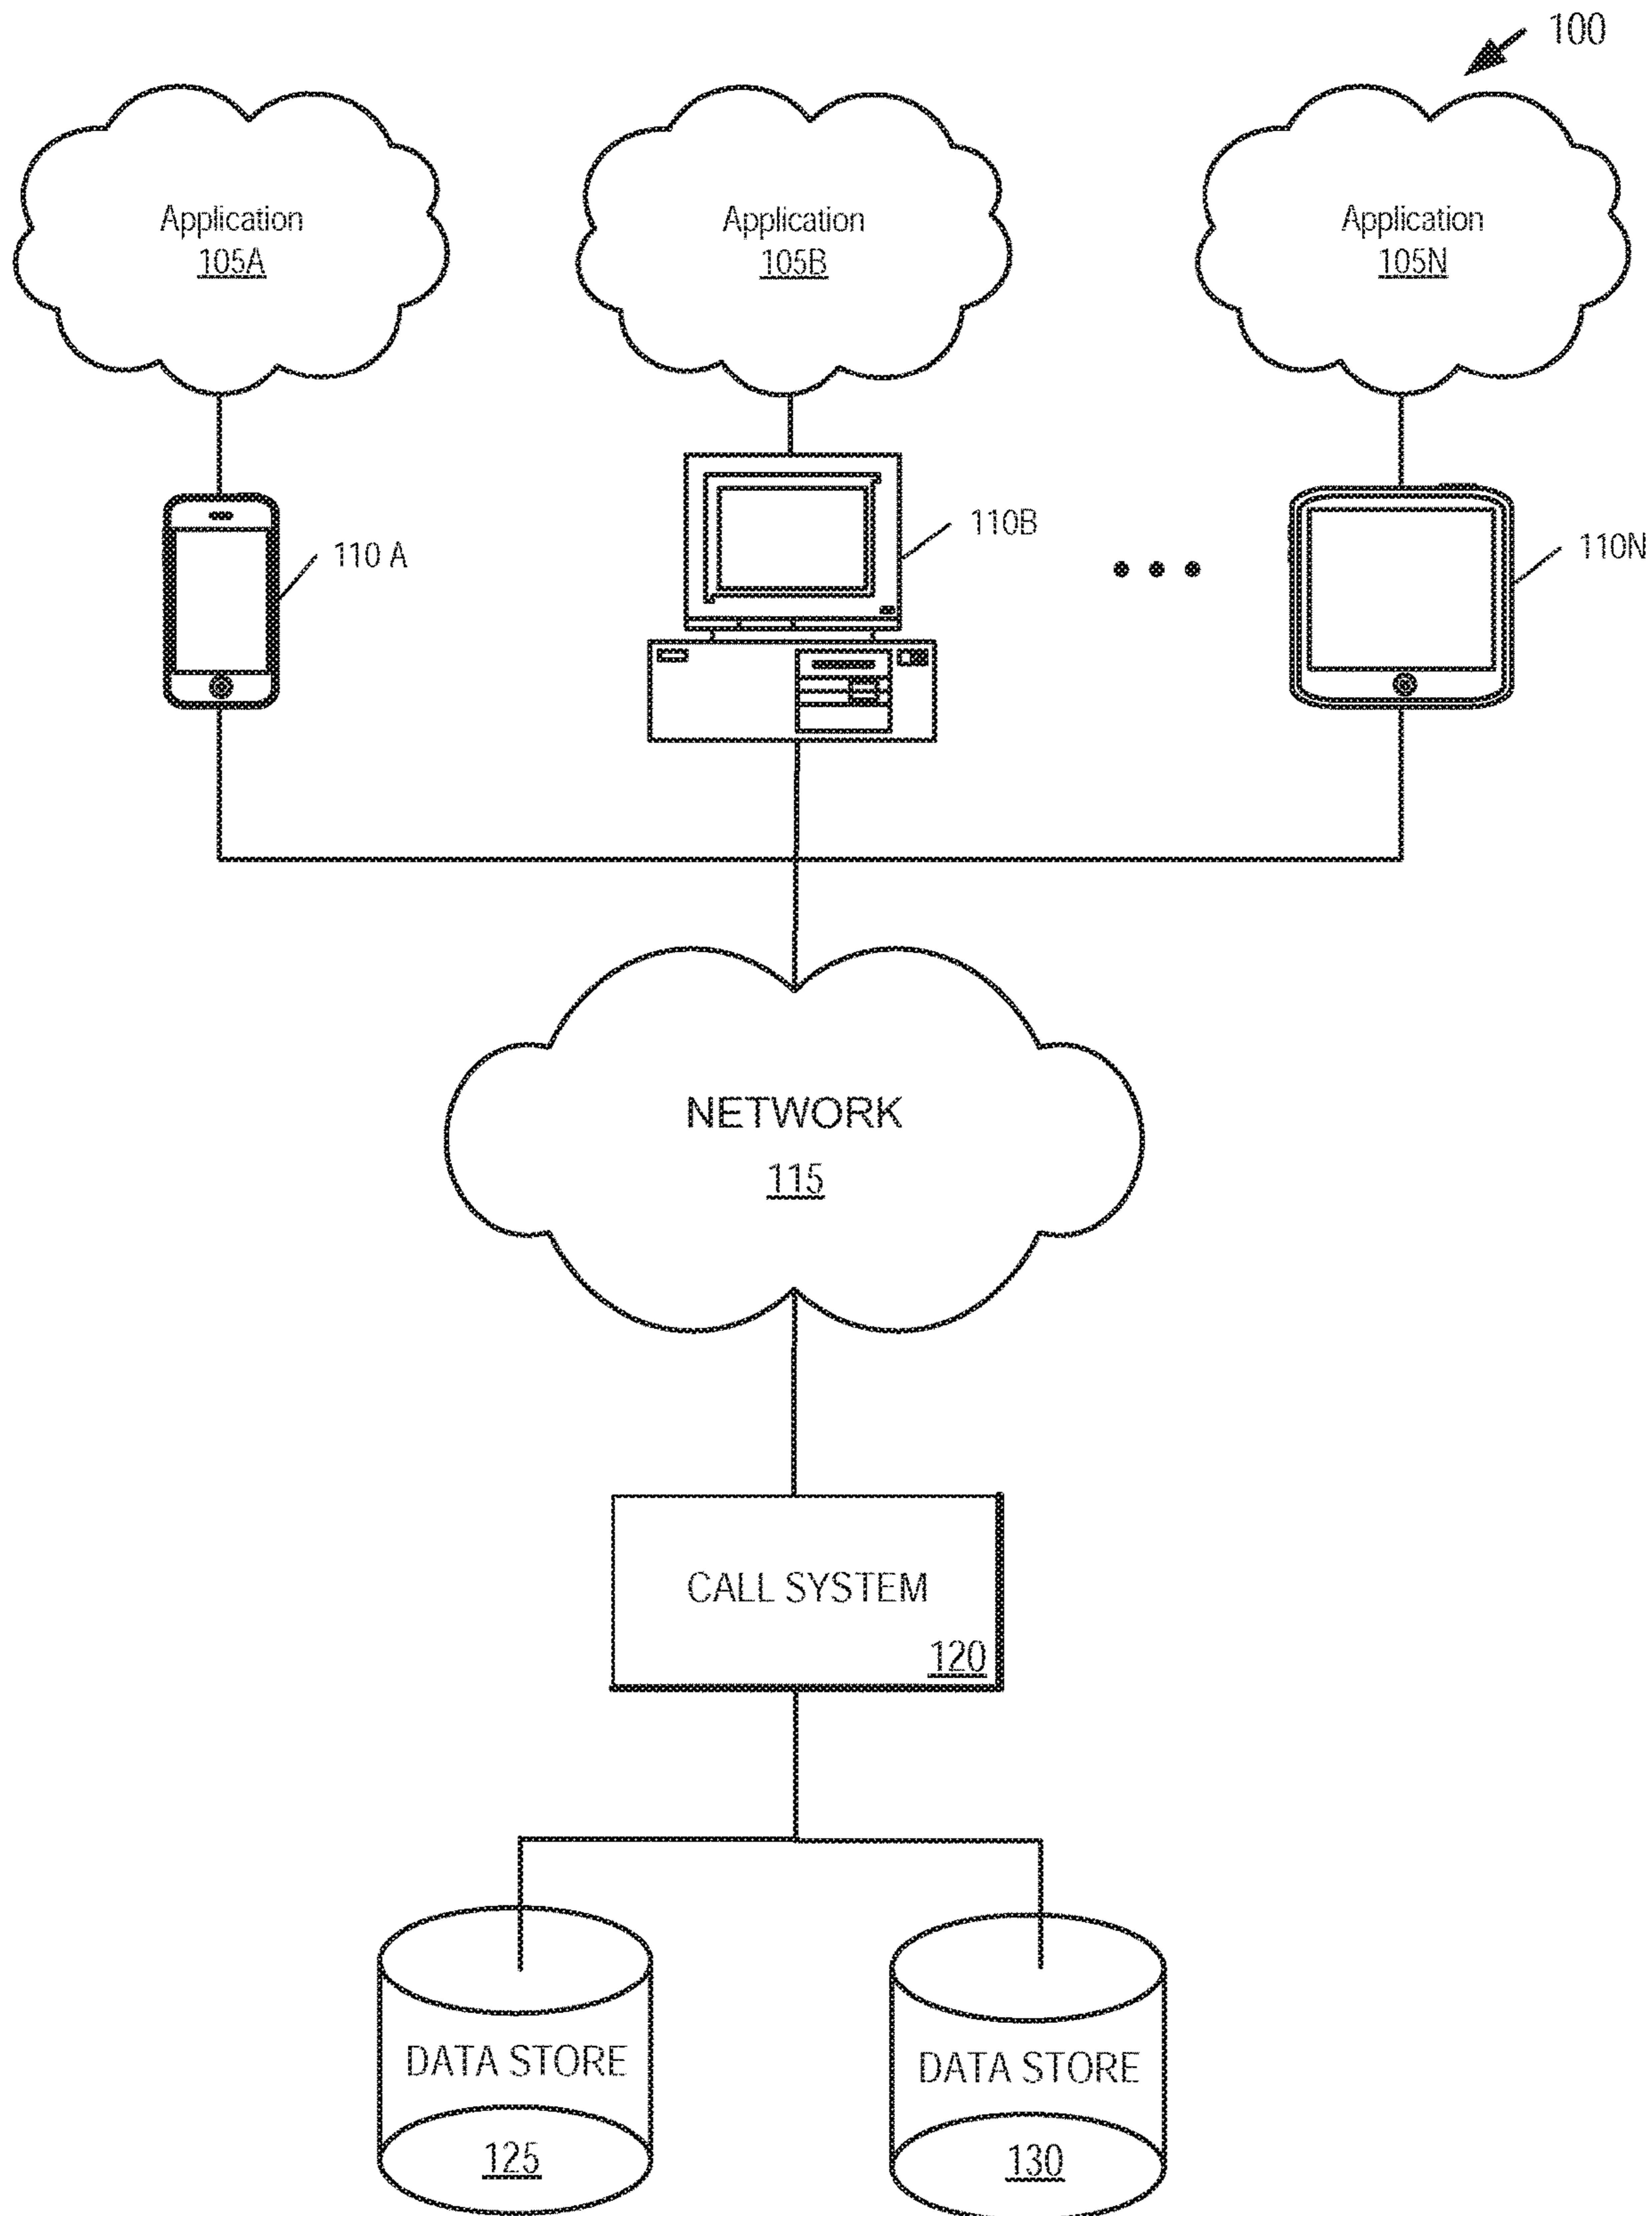 100
Application
105A
Application
105B
Application
105N
110 A
110B
110N
NETWORK
115
CALL SYSTEM
120
DATA STORE
125
DATA STORE
130